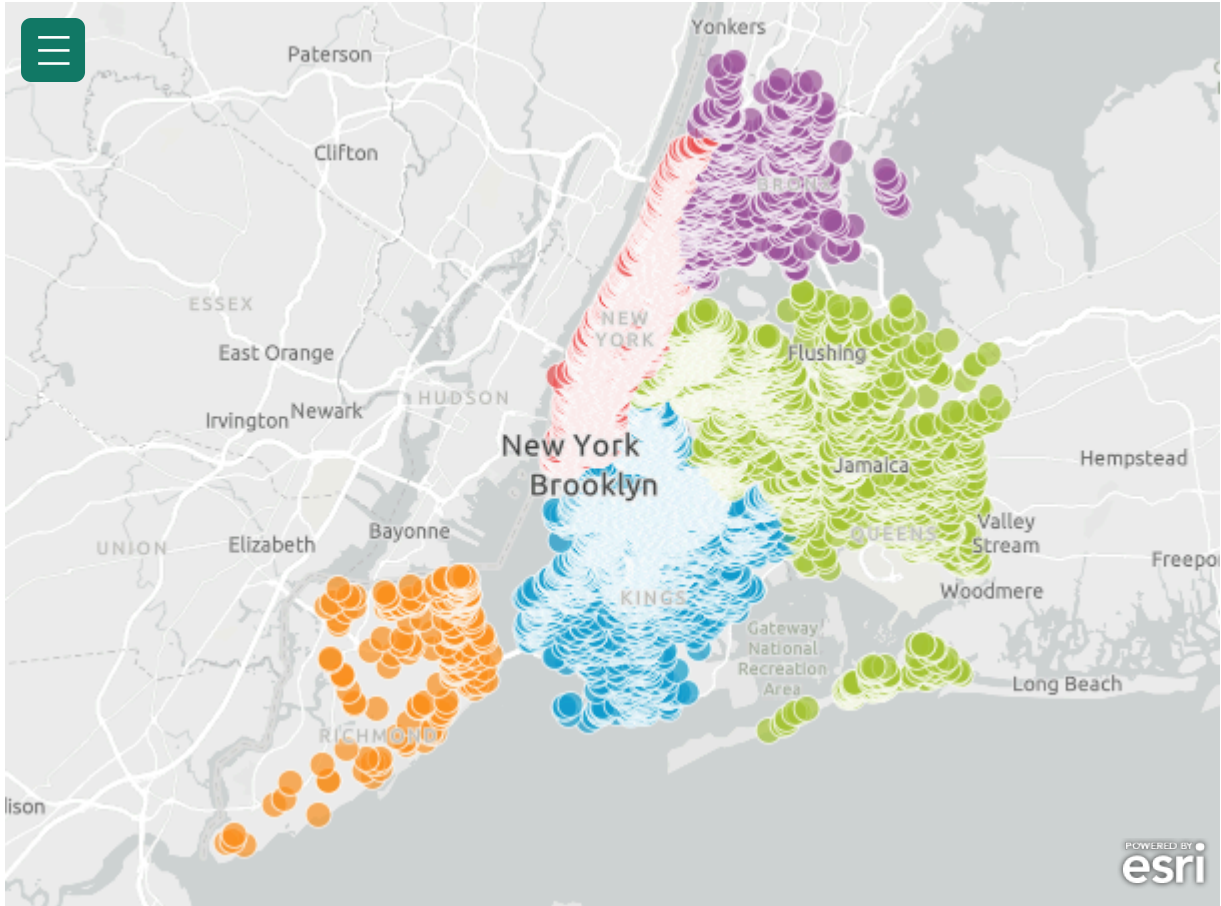 Yonkers
Paterson
Clifton
BRONX
ESSEX
NEW
YORK
East Orange
Flushing
HUDSON
Irvington
Newark
New York
Hempstead
Jamaica
Brooklyn
Valley
Stream
Bayonne
QUEENS
UNION
Elizabeth
Freepo
Woodmere
KINGS
Gateway
National
Recreation
Area
Long Beach
RICHMOND
lison
POWERED BY
esri